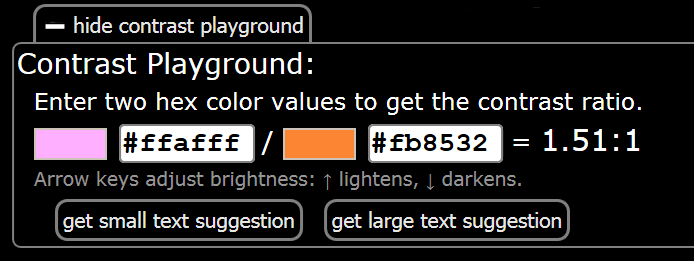 hide contrast playground
Contrast Playground:
Enter two hex color values to get the contrast ratio.
#ffafff / #fb8532 = 1.51:1
Arrow keys adjust brightness: ↑ lightens, ↓ darkens.
get small text suggestion get large text suggestion